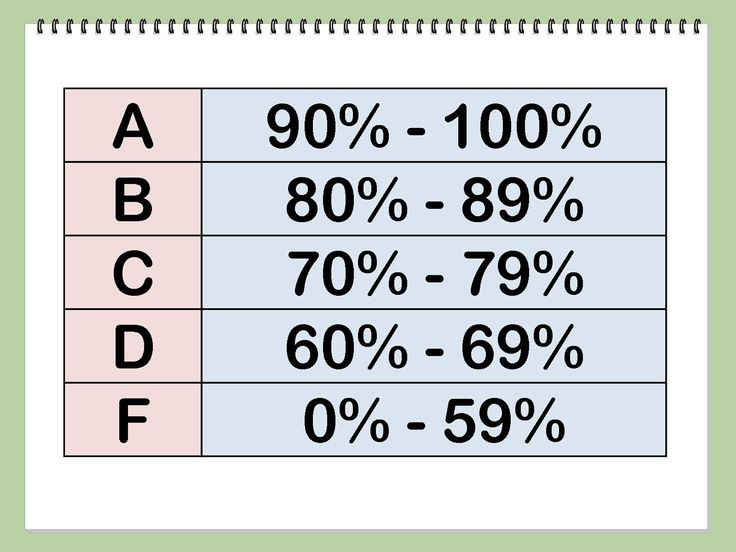 A 90% - 100%
B 80% - 89%
C 70% - 79%
D 60% - 69%
F 0% - 59%